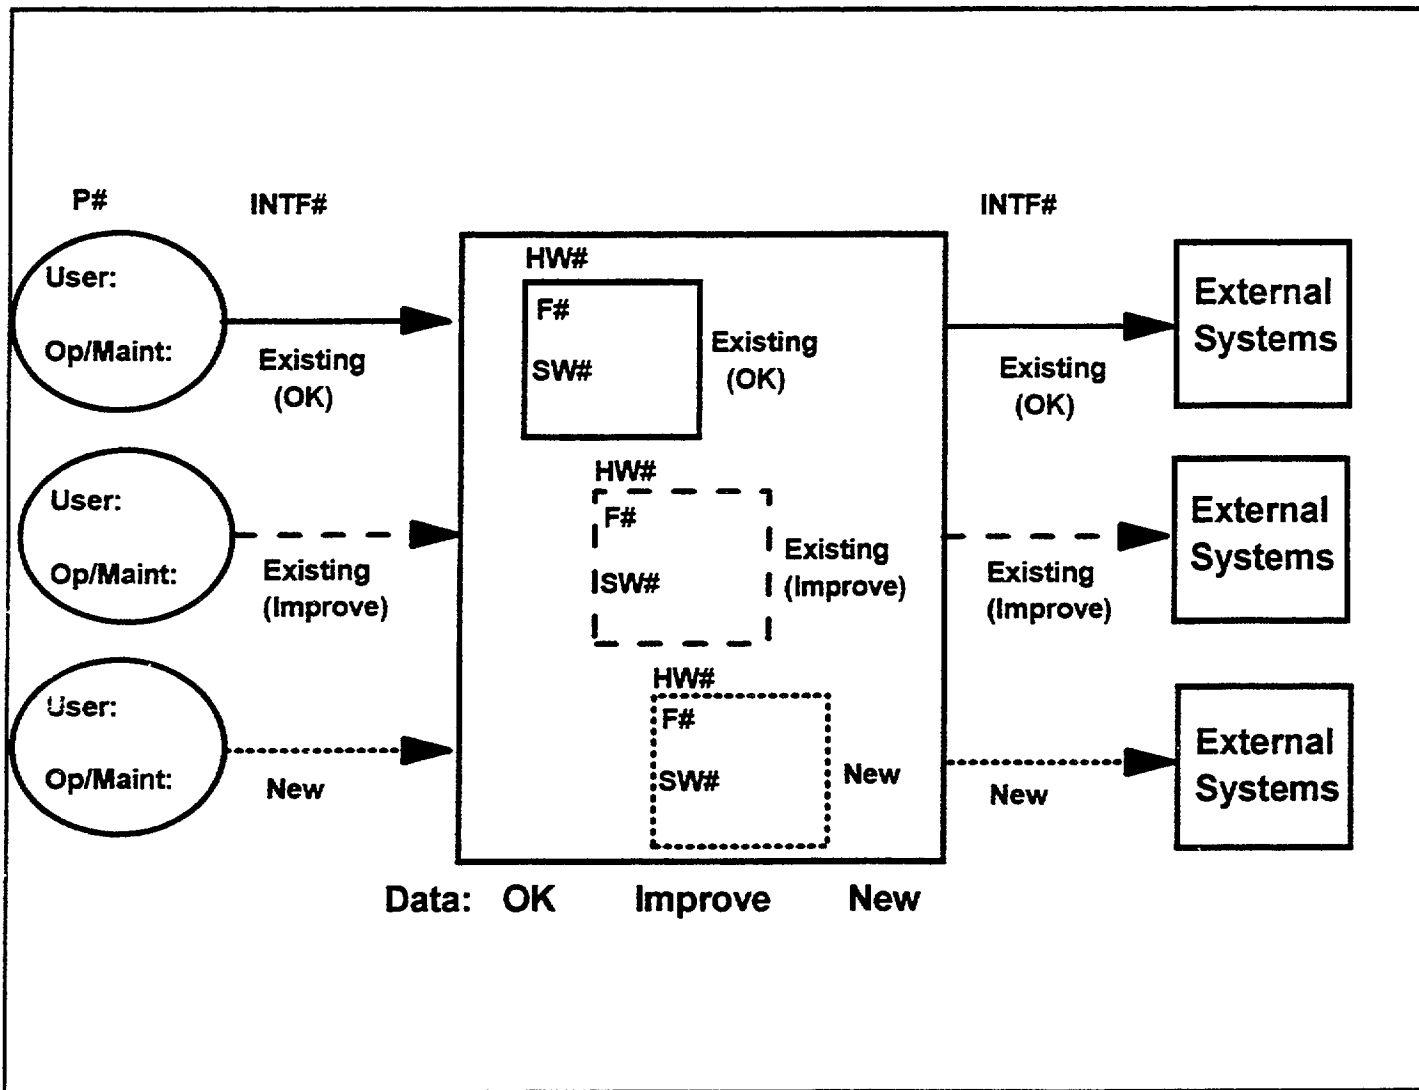 P#
INTF#
INTF#
User:
Op/Maint:
Existing
(OK)
HW#
F#
SW#
Existing
(OK)
Existing
(OK)
External
Systems
User:
Op/Maint:
Existing
(Improve)
HW#
F#
SW#
Existing
(Improve)
Existing
(Improve)
External
Systems
User:
Op/Maint:
New
HW#
F#
SW#
New
New
External
Systems
Data: OK Improve New